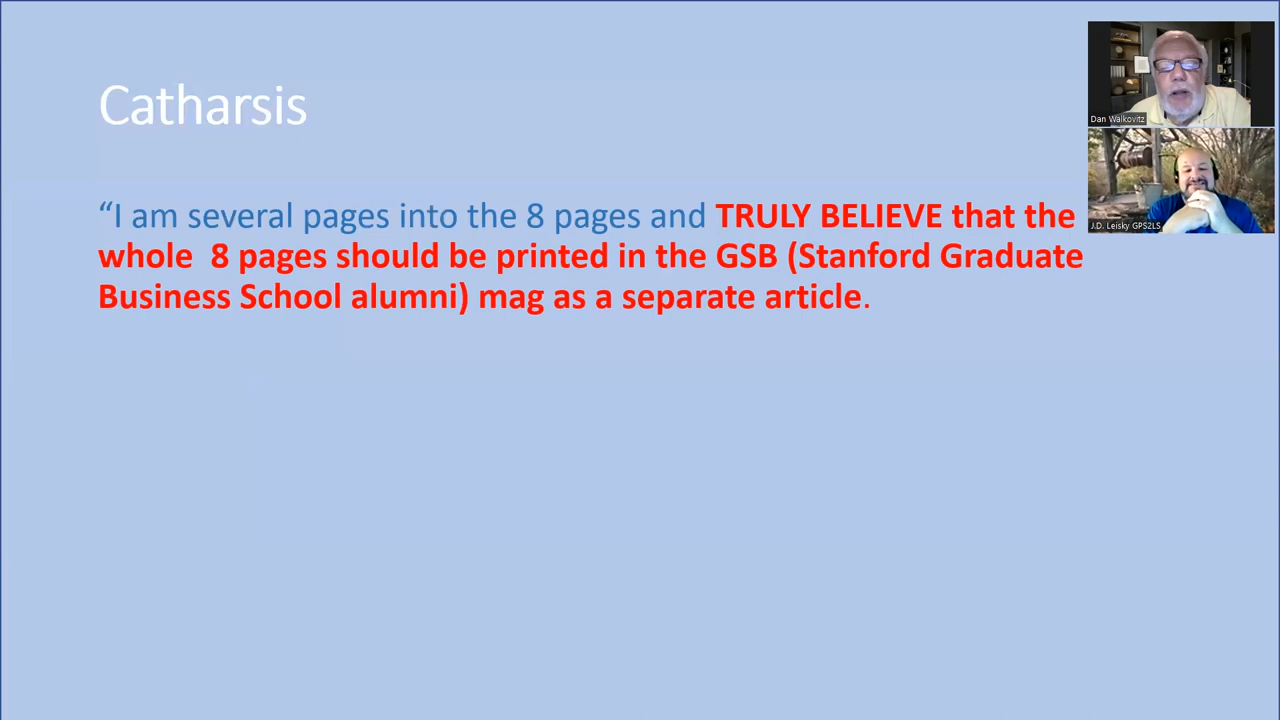 Catharsis
“I am several pages into the 8 pages and TRULY BELIEVE that the
whole  8 pages should be printed in the GSB (Stanford Graduate
Business School alumni) mag as a separate article.
Dan Walkovitz
J.D. Leisky GPS2LS